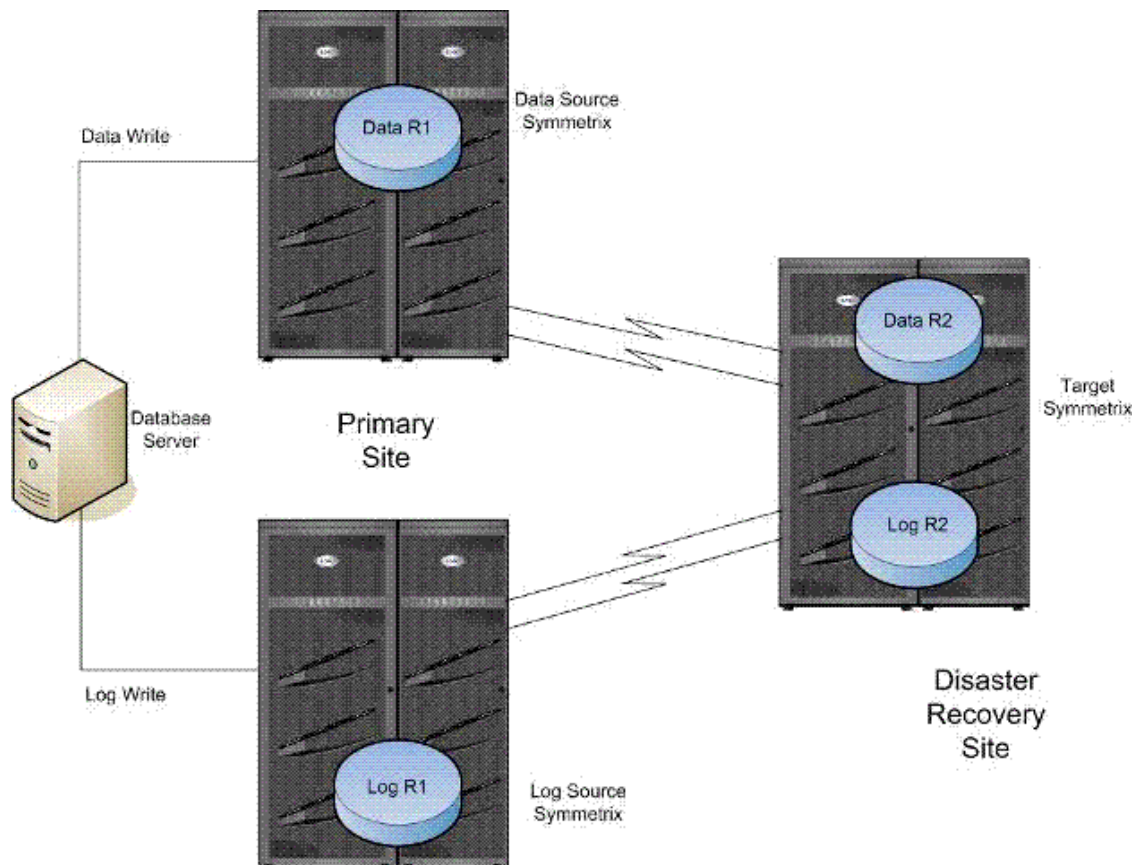 Data Write
Data R1
Data Source
Symmetrix
Database
Server
Primary
Site
Data R2
Target
Symmetrix
Log R2
Log Write
Log R1
Log Source
Symmetrix
Disaster
Recovery
Site